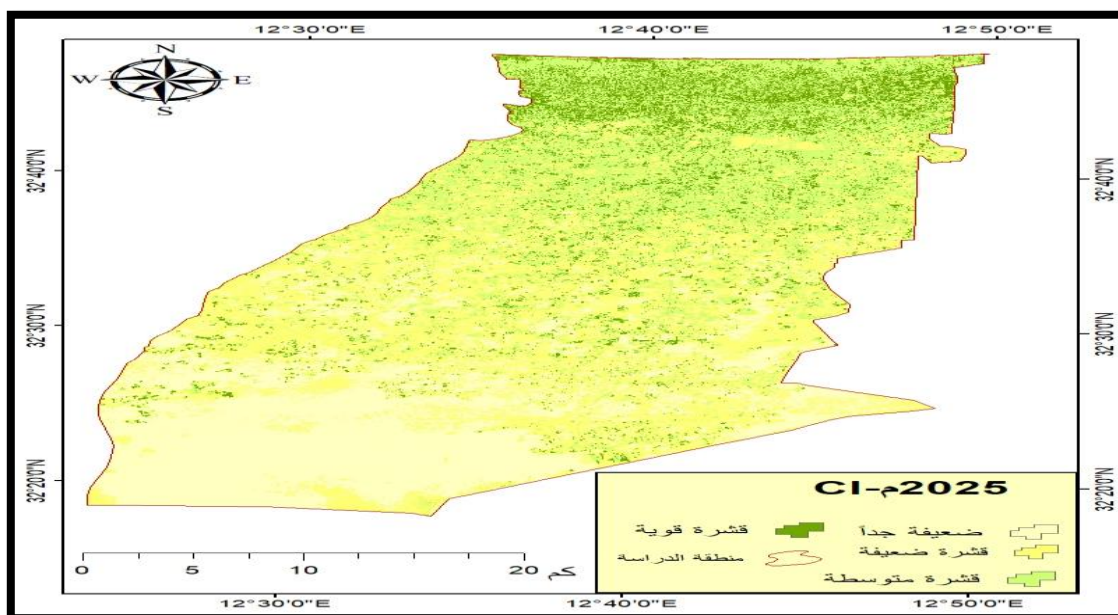 12°30'0"E
12°40'0"E
12°50'0"E
N
W E
S
32°40'0"N
32°40'0"N
32°30'0"N
32°30'0"N
32°20'0"N
32°20'0"N
CI-2025م
ضعيفة جداً
قشرة قوية
قشرة ضعيفة
منطقة الدراسة
قشرة متوسطة
0 5 10 20 كم
12°30'0"E
12°40'0"E
12°50'0"E